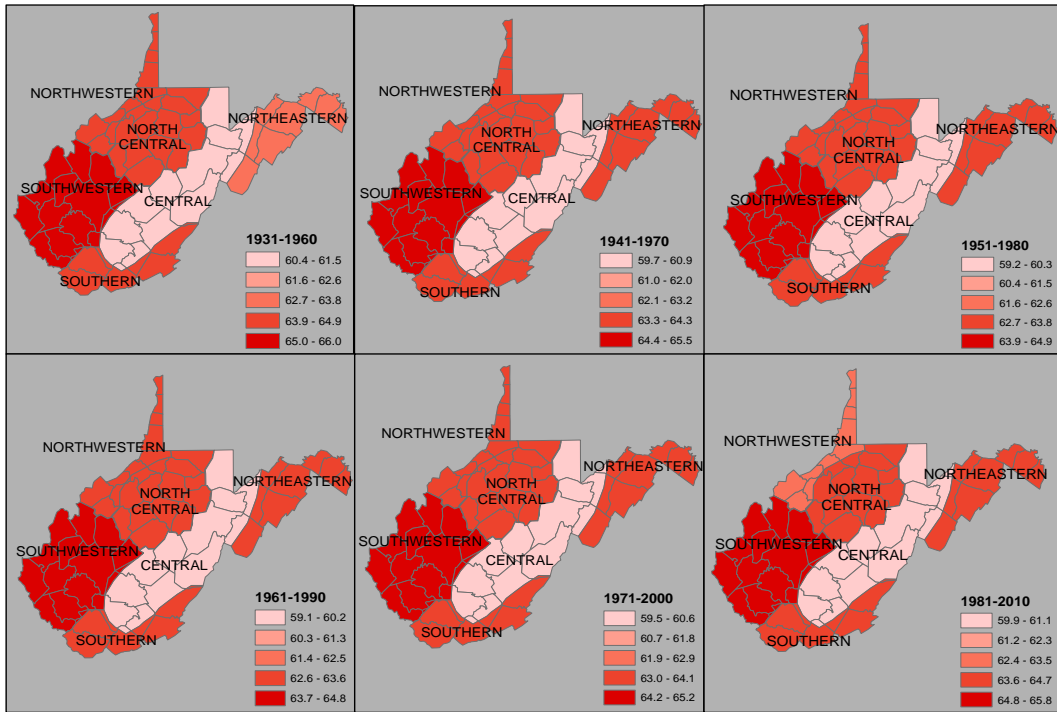 NORTHWESTERN
NORTHEASTERN
NORTH
CENTRAL
SOUTHWESTERN
CENTRAL
SOUTHERN
1931-1960
60.4 - 61.5
61.6 - 62.6
62.7 - 63.8
63.9 - 64.9
65.0 - 66.0
NORTHWESTERN
NORTHEASTERN
NORTH
CENTRAL
SOUTHWESTERN
CENTRAL
SOUTHERN
1941-1970
59.7 - 60.9
61.0 - 62.0
62.1 - 63.2
63.3 - 64.3
64.4 - 65.5
NORTHWESTERN
NORTHEASTERN
NORTH
CENTRAL
SOUTHWESTERN
CENTRAL
SOUTHERN
1951-1980
59.2 - 60.3
60.4 - 61.5
61.6 - 62.6
62.7 - 63.8
63.9 - 64.9
NORTHWESTERN
NORTHEASTERN
NORTH
CENTRAL
SOUTHWESTERN
CENTRAL
SOUTHERN
1961-1990
59.1 - 60.2
60.3 - 61.3
61.4 - 62.5
62.6 - 63.6
63.7 - 64.8
NORTHWESTERN
NORTHEASTERN
NORTH
CENTRAL
SOUTHWESTERN
CENTRAL
SOUTHERN
1971-2000
59.5 - 60.6
60.7 - 61.8
61.9 - 62.9
63.0 - 64.1
64.2 - 65.2
NORTHWESTERN
NORTHEASTERN
NORTH
CENTRAL
SOUTHWESTERN
CENTRAL
SOUTHERN
1981-2010
59.9 - 61.1
61.2 - 62.3
62.4 - 63.5
63.6 - 64.7
64.8 - 65.8